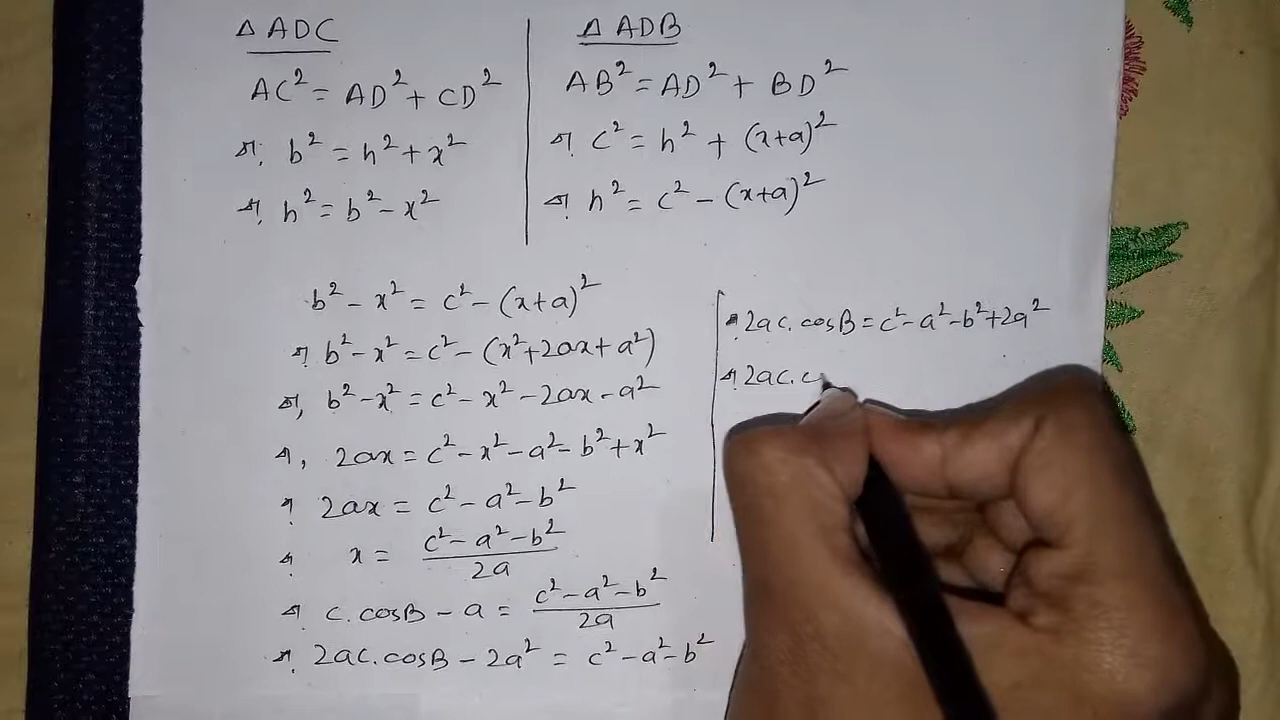 △ ADC
AC² = AD² + CD²
বা, b² = h² + x²
বা, h² = b² - x²
△ ADB
AB² = AD² + BD²
বা, c² = h² + (x+a)²
বা, h² = c² - (x+a)²
b² - x² = c² - (x+a)²
বা, b² - x² = c² - (x² + 2ax + a²)
বা, b² - x² = c² - x² - 2ax - a²
বা, 2ax = c² - x² - a² - b² + x²
বা, 2ax = c² - a² - b²
বা, x = (c² - a² - b²)/2a
বা, c.cosB - a = (c² - a² - b²)/2a
বা, 2ac.cosB - 2a² = c² - a² - b²
বা, 2ac.cosB = c² - a² - b² + 2a²
বা, 2ac.c